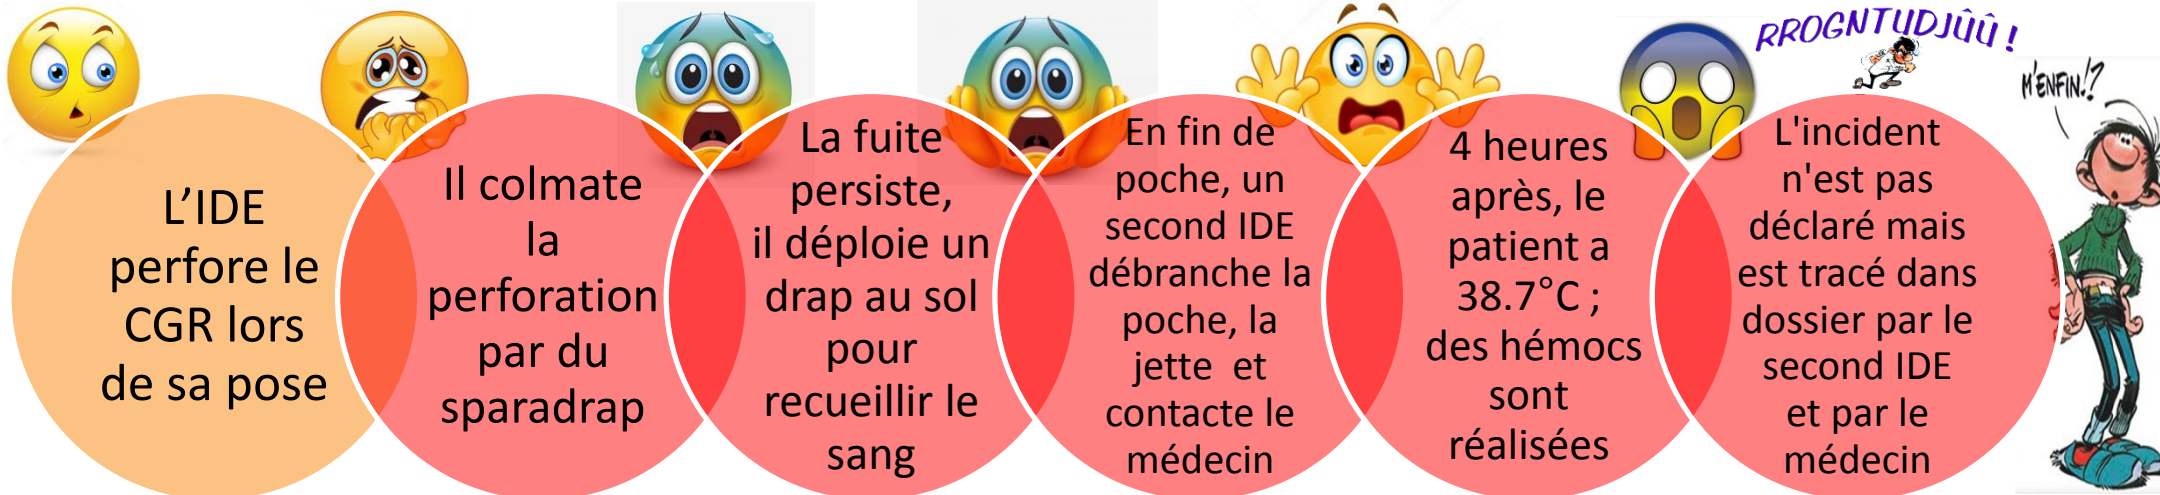 L’IDE
perfore le
CGR lors
de sa pose
Il colmate
la
perforation
par du
sparadrap
La fuite
persiste,
il déploie un
drap au sol
pour
recueillir le
sang
En fin de
poche, un
second IDE
débranche la
poche, la
jette et
contacte le
médecin
4 heures
après, le
patient a
38.7°C ;
des hémocs
sont
réalisées
RROGNTUDJÛÛ !
L'incident
n'est pas
déclaré mais
est tracé dans
dossier par le
second IDE
et par le
médecin
M'ENFIN!?